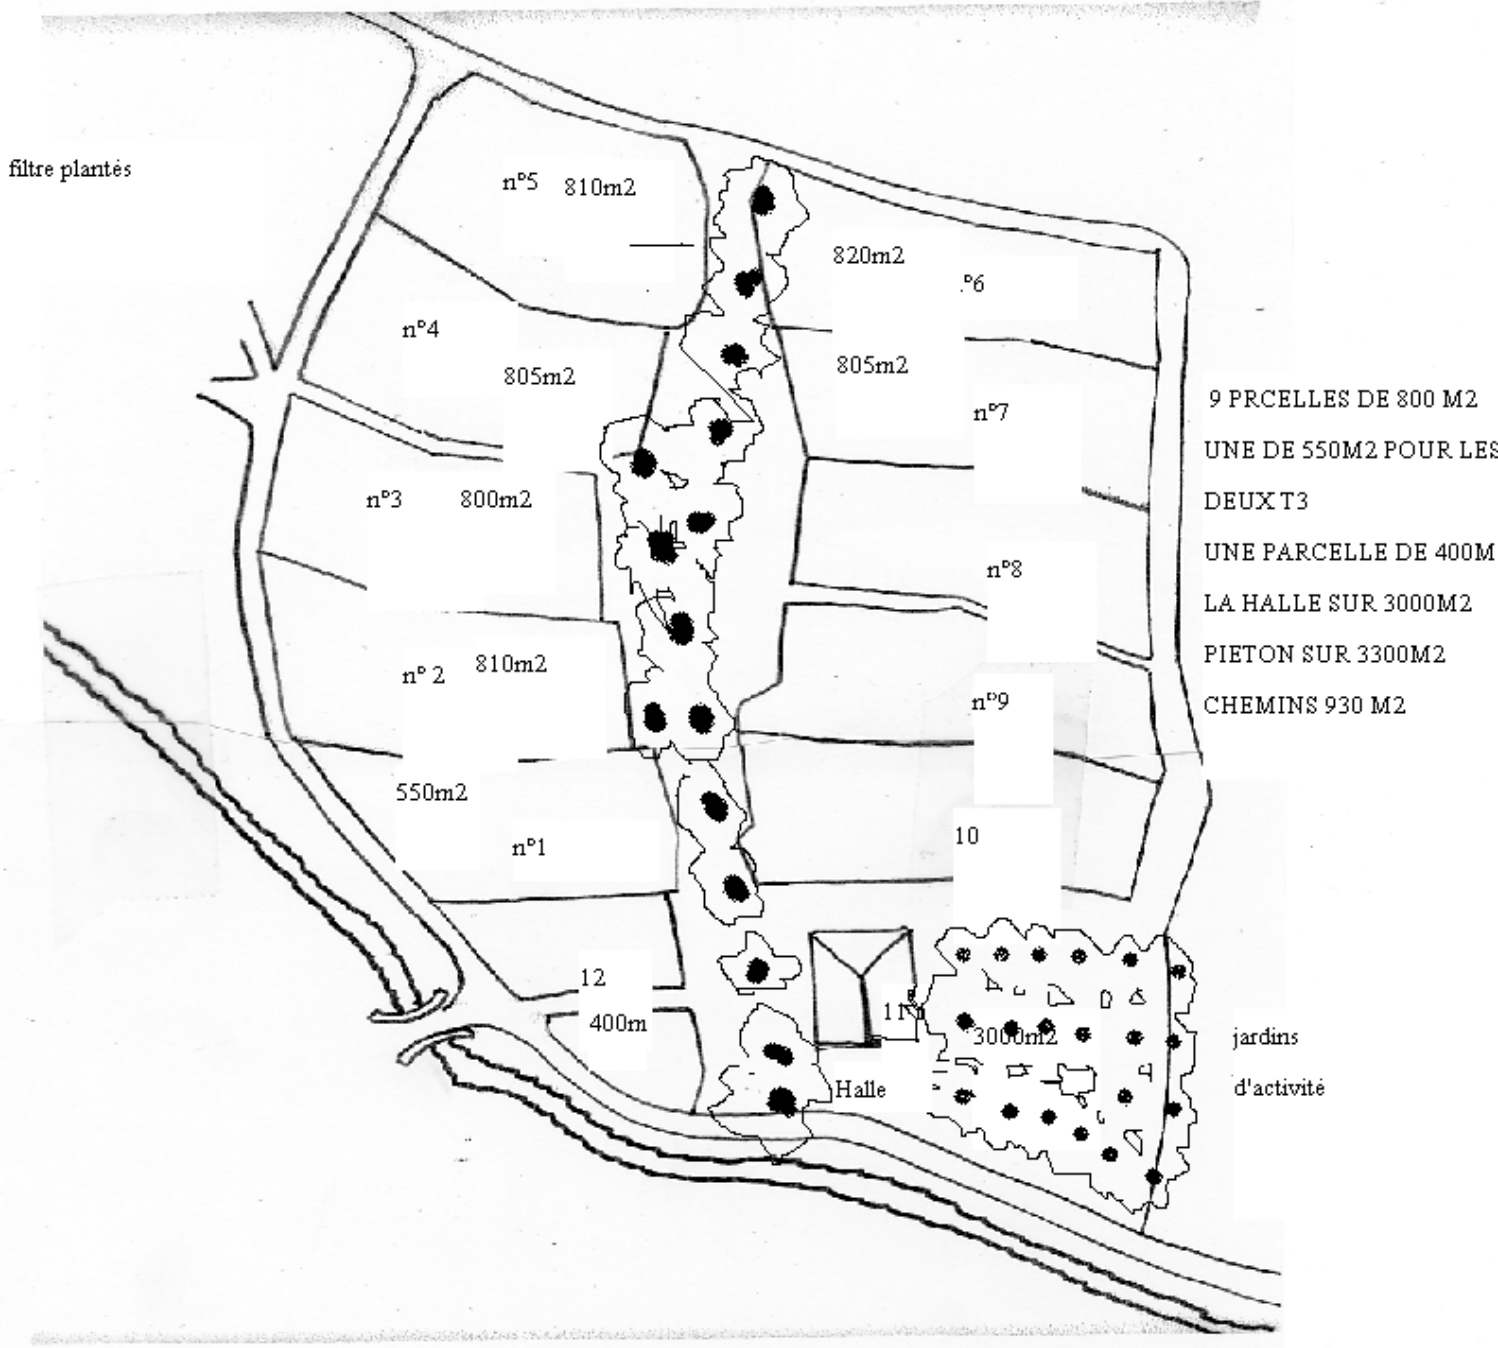 filtre plantés
n°5 810m2
820m2
.°6
n°4
805m2
805m2
n°7
n°3 800m2
n°8
n° 2 810m2
n°9
550m2
n°1
10
12
400m
11
3000m2
Halle
jardins
d'activité
9 PRCELLES DE 800 M2
UNE DE 550M2 POUR LES
DEUX T3
UNE PARCELLE DE 400M
LA HALLE SUR 3000M2
PIETON SUR 3300M2
CHEMINS 930 M2